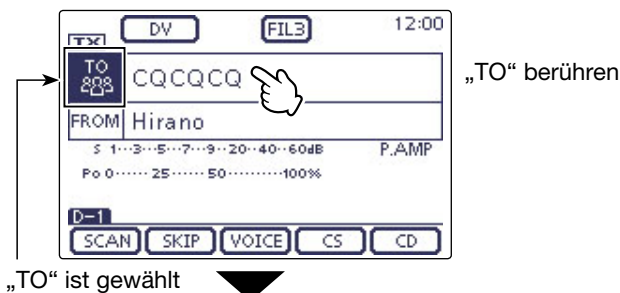 DV FIL3 12:00
TX
TO CQCQCQ
„TO“ berühren
FROM Hirano
S 1··3··5··7··9··20··40··60dB P.AMP
Po 0······ 25 ······ 50 ·········100%
D-1
SCAN SKIP VOICE CS CD
„TO“ ist gewählt